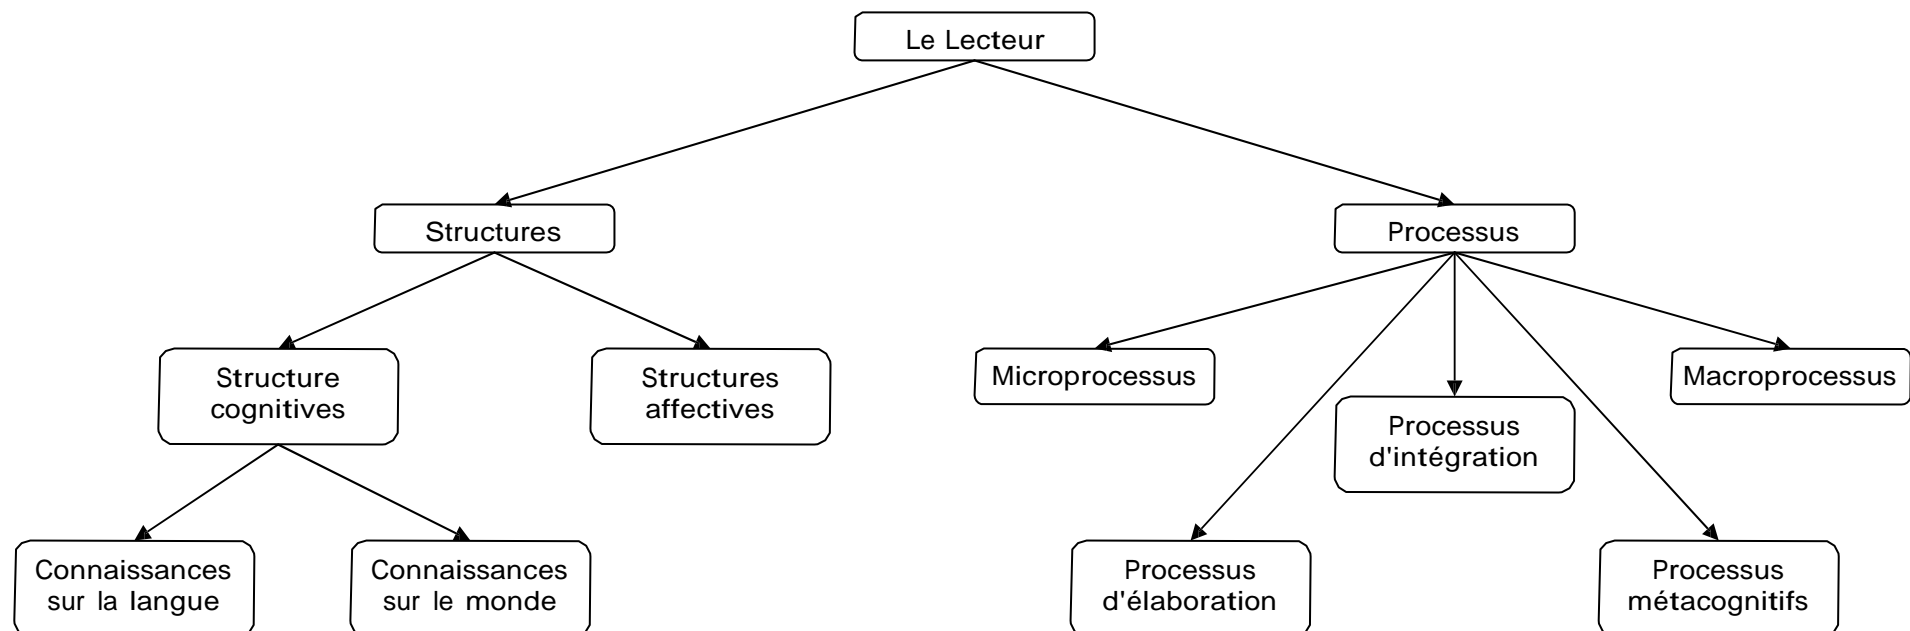 Le Lecteur
Structures
Processus
Structure
cognitives
Structures
affectives
Microprocessus
Processus
d'intégration
Macroprocessus
Connaissances
sur la langue
Connaissances
sur le monde
Processus
d'élaboration
Processus
métacognitifs